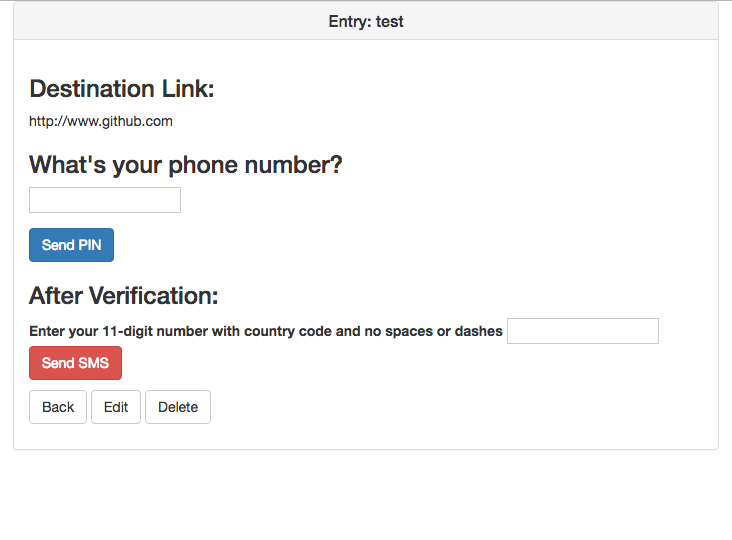 Entry: test
Destination Link:
http://www.github.com
What's your phone number?
Send PIN
After Verification:
Enter your 11-digit number with country code and no spaces or dashes
Send SMS
Back Edit Delete